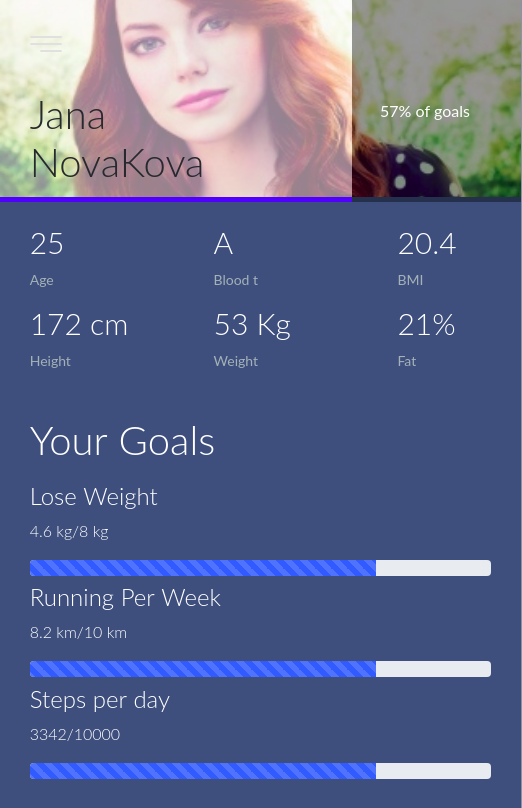 Jana
NovaKova
57% of goals
25
A
20.4
Age
Blood t
BMI
172 cm
53 Kg
21%
Height
Weight
Fat
Your Goals
Lose Weight
4.6 kg/8 kg
Running Per Week
8.2 km/10 km
Steps per day
3342/10000